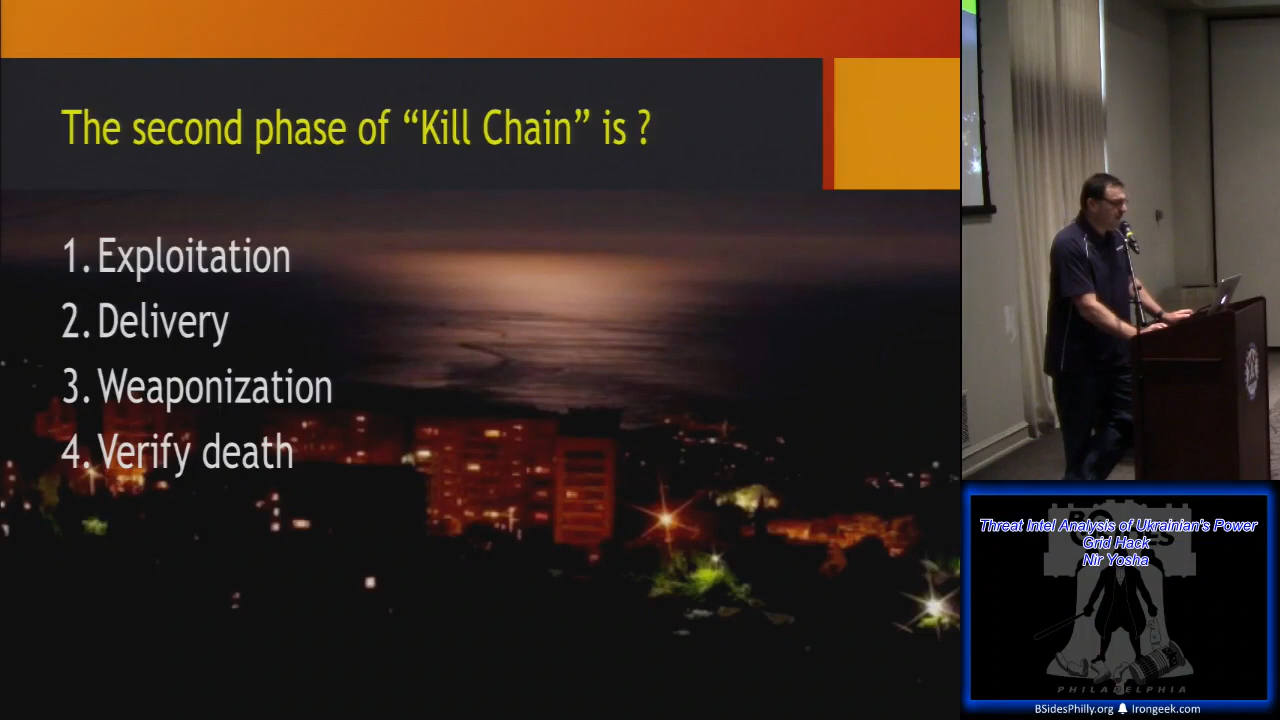 The second phase of “Kill Chain” is ?
1. Exploitation
2. Delivery
3. Weaponization
4. Verify death
Threat Intel Analysis of Ukrainian's Power
Grid Hack
Nir Yosha
PHILADELPHIA
BSidesPhilly.org Irongeek.com